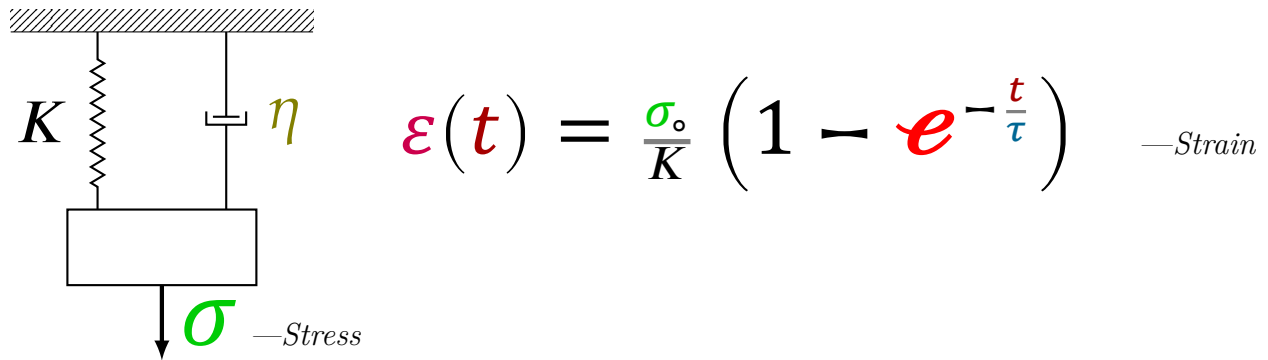 K
η
ε(t) = σ∘/K (1 − e^(−t/τ))
—Strain
σ —Stress